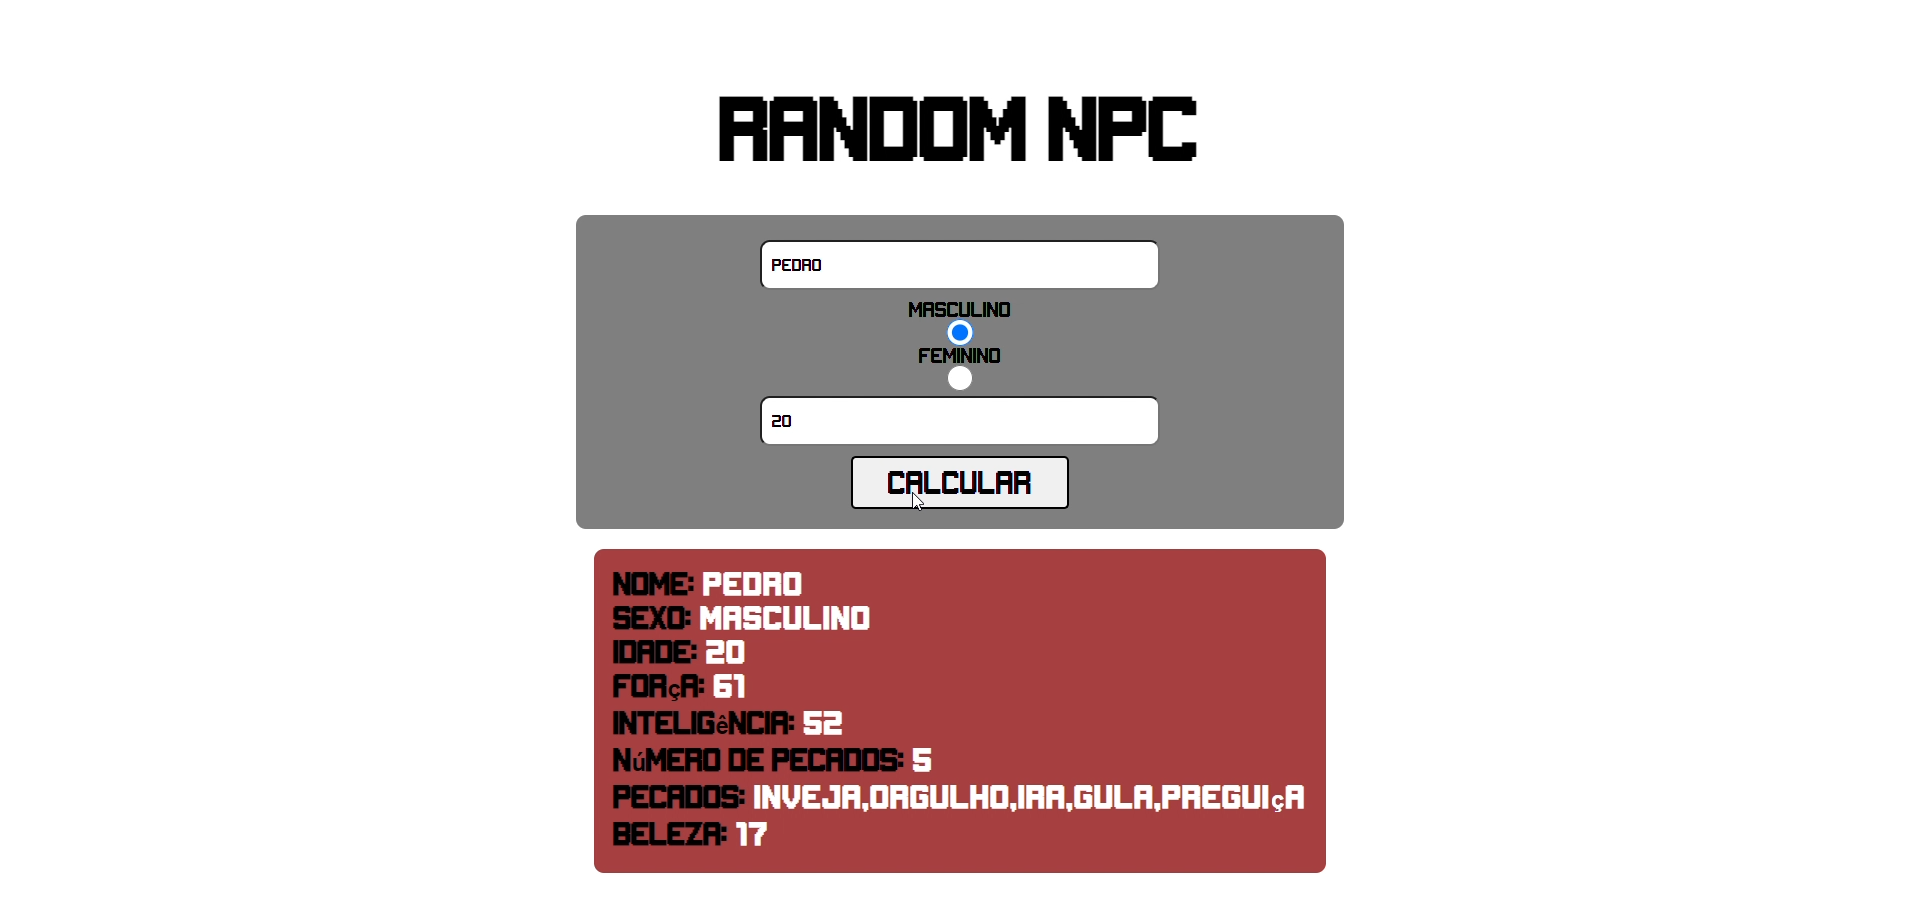 RANDOM NPC
PEDRO
MASCULINO
FEMININO
20
CALCULAR
NOME: PEDRO
SEXO: MASCULINO
IDADE: 20
FORçA: 61
INTELIGêNCIA: 52
NúMERO DE PECADOS: 5
PECADOS: INVEJA,ORGULHO,IRA,GULA,PREGUIçA
BELEZA: 17